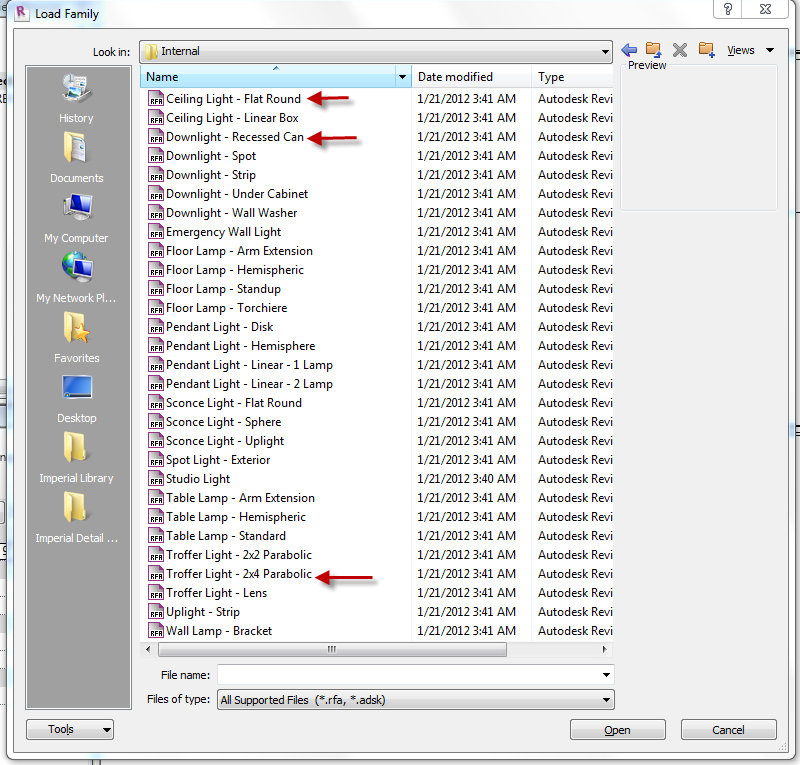 Load Family
Look in: Internal
Views
Preview
Name Date modified Type
Ceiling Light - Flat Round 1/21/2012 3:41 AM Autodesk Revi
Ceiling Light - Linear Box 1/21/2012 3:41 AM Autodesk Revi
Downlight - Recessed Can 1/21/2012 3:41 AM Autodesk Revi
Downlight - Spot 1/21/2012 3:41 AM Autodesk Revi
Downlight - Strip 1/21/2012 3:41 AM Autodesk Revi
Downlight - Under Cabinet 1/21/2012 3:41 AM Autodesk Revi
Downlight - Wall Washer 1/21/2012 3:41 AM Autodesk Revi
Emergency Wall Light 1/21/2012 3:41 AM Autodesk Revi
Floor Lamp - Arm Extension 1/21/2012 3:41 AM Autodesk Revi
Floor Lamp - Hemispheric 1/21/2012 3:41 AM Autodesk Revi
Floor Lamp - Standup 1/21/2012 3:41 AM Autodesk Revi
Floor Lamp - Torchiere 1/21/2012 3:41 AM Autodesk Revi
Pendant Light - Disk 1/21/2012 3:41 AM Autodesk Revi
Pendant Light - Hemisphere 1/21/2012 3:41 AM Autodesk Revi
Pendant Light - Linear - 1 Lamp 1/21/2012 3:41 AM Autodesk Revi
Pendant Light - Linear - 2 Lamp 1/21/2012 3:41 AM Autodesk Revi
Sconce Light - Flat Round 1/21/2012 3:41 AM Autodesk Revi
Sconce Light - Sphere 1/21/2012 3:41 AM Autodesk Revi
Sconce Light - Uplight 1/21/2012 3:41 AM Autodesk Revi
Spot Light - Exterior 1/21/2012 3:41 AM Autodesk Revi
Studio Light 1/21/2012 3:40 AM Autodesk Revi
Table Lamp - Arm Extension 1/21/2012 3:41 AM Autodesk Revi
Table Lamp - Hemispheric 1/21/2012 3:41 AM Autodesk Revi
Table Lamp - Standard 1/21/2012 3:41 AM Autodesk Revi
Troffer Light - 2x2 Parabolic 1/21/2012 3:41 AM Autodesk Revi
Troffer Light - 2x4 Parabolic 1/21/2012 3:41 AM Autodesk Revi
Troffer Light - Lens 1/21/2012 3:41 AM Autodesk Revi
Uplight - Strip 1/21/2012 3:41 AM Autodesk Revi
Wall Lamp - Bracket 1/21/2012 3:41 AM Autodesk Revi
History
Documents
My Computer
My Network Pl...
Favorites
Desktop
Imperial Library
Imperial Detail ...
File name:
Files of type: All Supported Files (*.rfa, *.adsk)
Tools Open Cancel